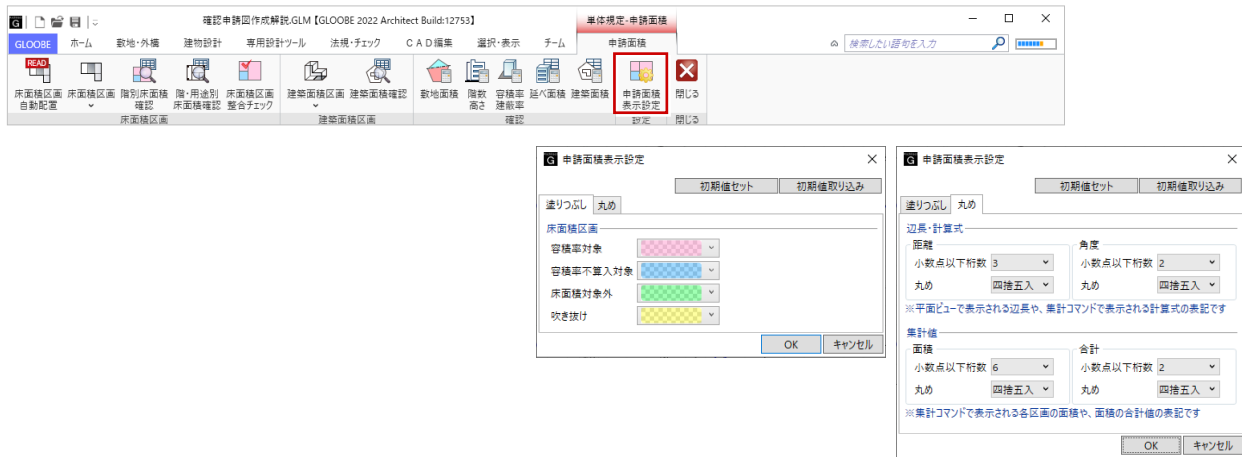 確認申請図作成解説.GLM 【GLOOBE 2022 Architect Build:12753】
単体規定-申請面積
GLOOBE ホーム 敷地・外構 建物設計 専用設計ツール 法規・チェック CAD編集 選択・表示 チーム 申請面積 検索したい語句を入力
READ
床面積区画 自動配置
床面積区画
階別床面積 確認
階・用途別 床面積確認
床面積区画 整合チェック
建築面積区画
建築面積確認
敷地面積
階数 高さ
容積率 建蔽率
延べ面積
建築面積
申請面積 表示設定
閉じる
床面積区画 建築面積区画 確認 設定 閉じる
申請面積表示設定
初期値セット 初期値取り込み
塗りつぶし 丸め
床面積区画
容積率対象
容積率不算入対象
床面積対象外
吹き抜け
OK キャンセル
申請面積表示設定
初期値セット 初期値取り込み
塗りつぶし 丸め
辺長・計算式
距離 角度
小数点以下桁数 3 小数点以下桁数 2
丸め 四捨五入 丸め 四捨五入
※平面ビューで表示される辺長や、集計コマンドで表示される計算式の表記です
集計値
面積 合計
小数点以下桁数 6 小数点以下桁数 2
丸め 四捨五入 丸め 四捨五入
※集計コマンドで表示される各区画の面積や、面積の合計値の表記です
OK キャンセル